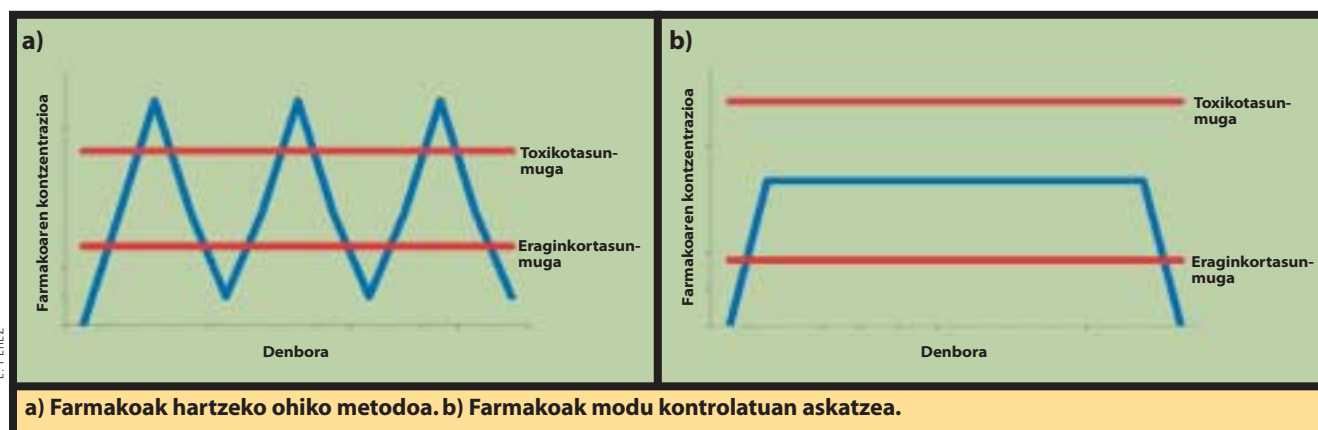 a)
Farmakoaren kontzentrazioa
Toxikotasun-
muga
Eraginkortasun-
muga
Denbora
b)
Farmakoaren kontzentrazioa
Toxikotasun-
muga
Eraginkortasun-
muga
Denbora
E. PEREZ
a) Farmakoak hartzeko ohiko metodoa. b) Farmakoak modu kontrolatuan askatzea.